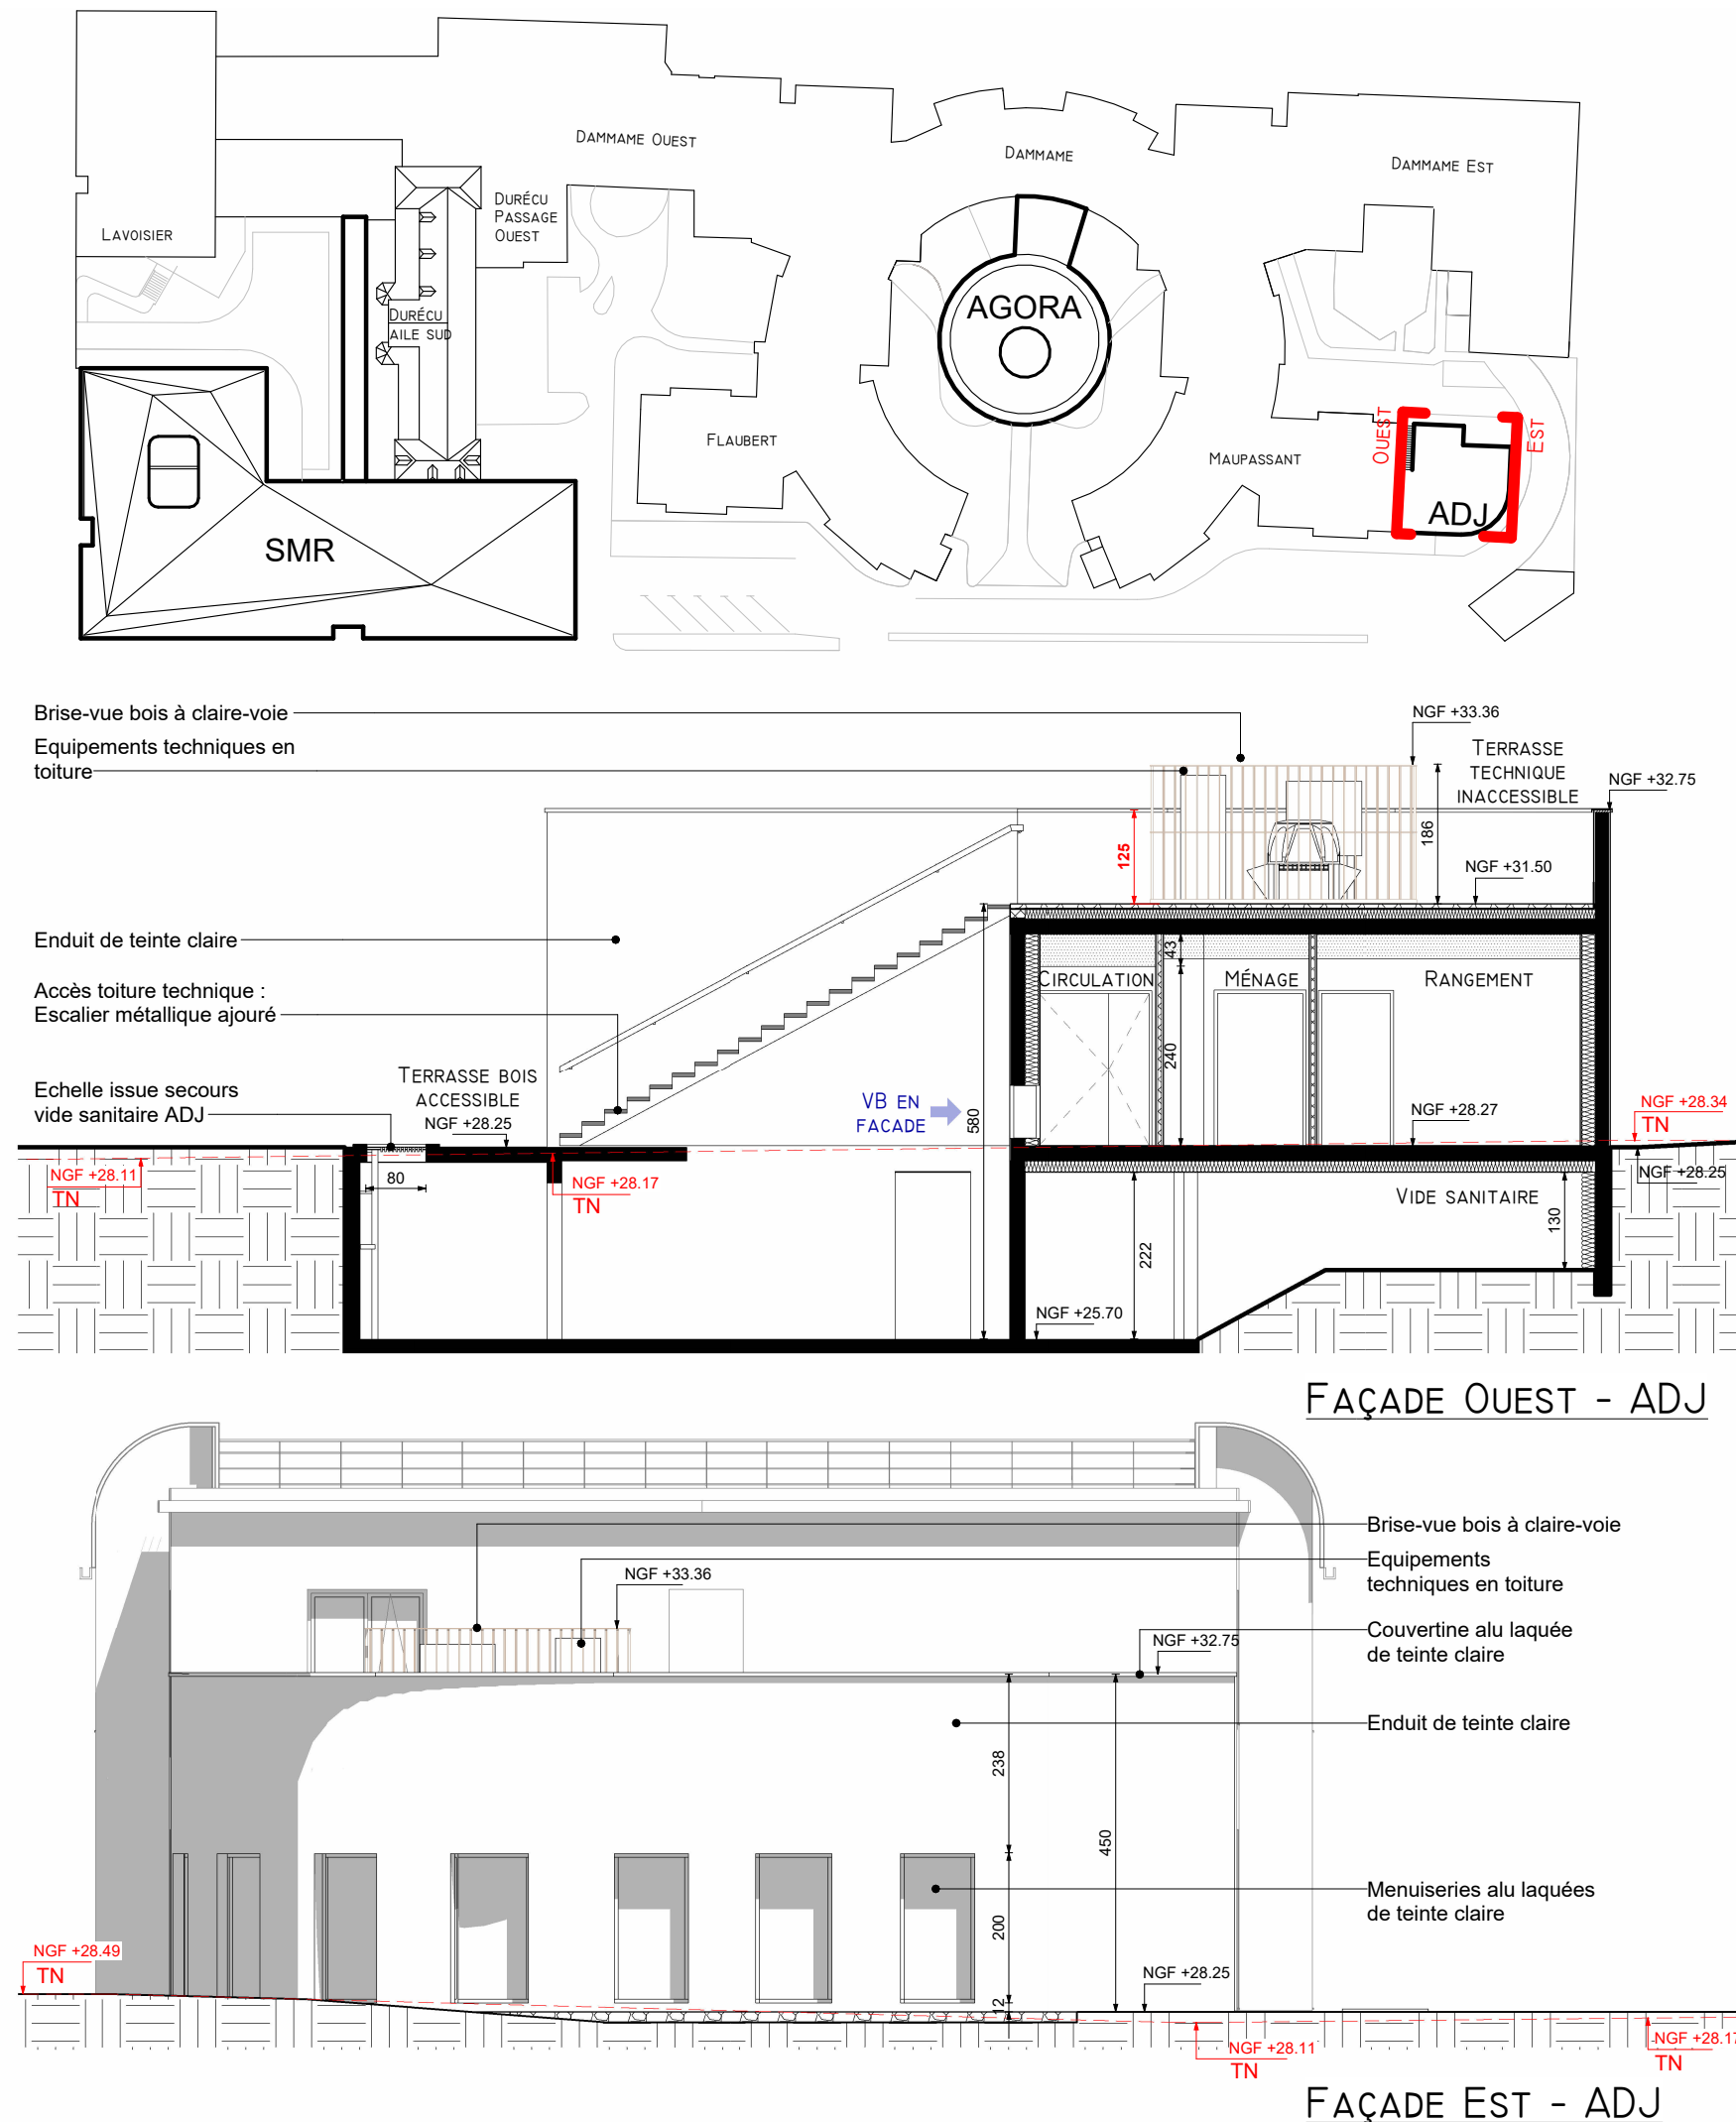 DAMMAME OUEST
DAMMAME
DAMMAME EST
DURÉCU
PASSAGE
OUEST
LAVOISIER
AGORA
DURÉCU
AILE SUD
FLAUBERT
MAUPASSANT
OUEST
EST
ADJ
SMR
Brise-vue bois à claire-voie
Equipements techniques en
toiture
NGF +33.36
TERRASSE
TECHNIQUE
INACCESSIBLE
NGF +32.75
125
186
NGF +31.50
Enduit de teinte claire
43
CIRCULATION
MÉNAGE
RANGEMENT
Accès toiture technique :
Escalier métallique ajouré
240
Echelle issue secours
vide sanitaire ADJ
TERRASSE BOIS
ACCESSIBLE
NGF +28.25
VB EN
FACADE
580
NGF +28.27
NGF +28.34
TN
NGF +28.11
TN
80
NGF +28.17
TN
NGF +28.25
VIDE SANITAIRE
130
222
NGF +25.70
FAÇADE OUEST - ADJ
Brise-vue bois à claire-voie
Equipements
techniques en toiture
NGF +33.36
Couvertine alu laquée
de teinte claire
NGF +32.75
Enduit de teinte claire
238
450
Menuiseries alu laquées
de teinte claire
200
NGF +28.49
TN
NGF +28.25
12
NGF +28.11
TN
NGF +28.17
TN
FAÇADE EST - ADJ